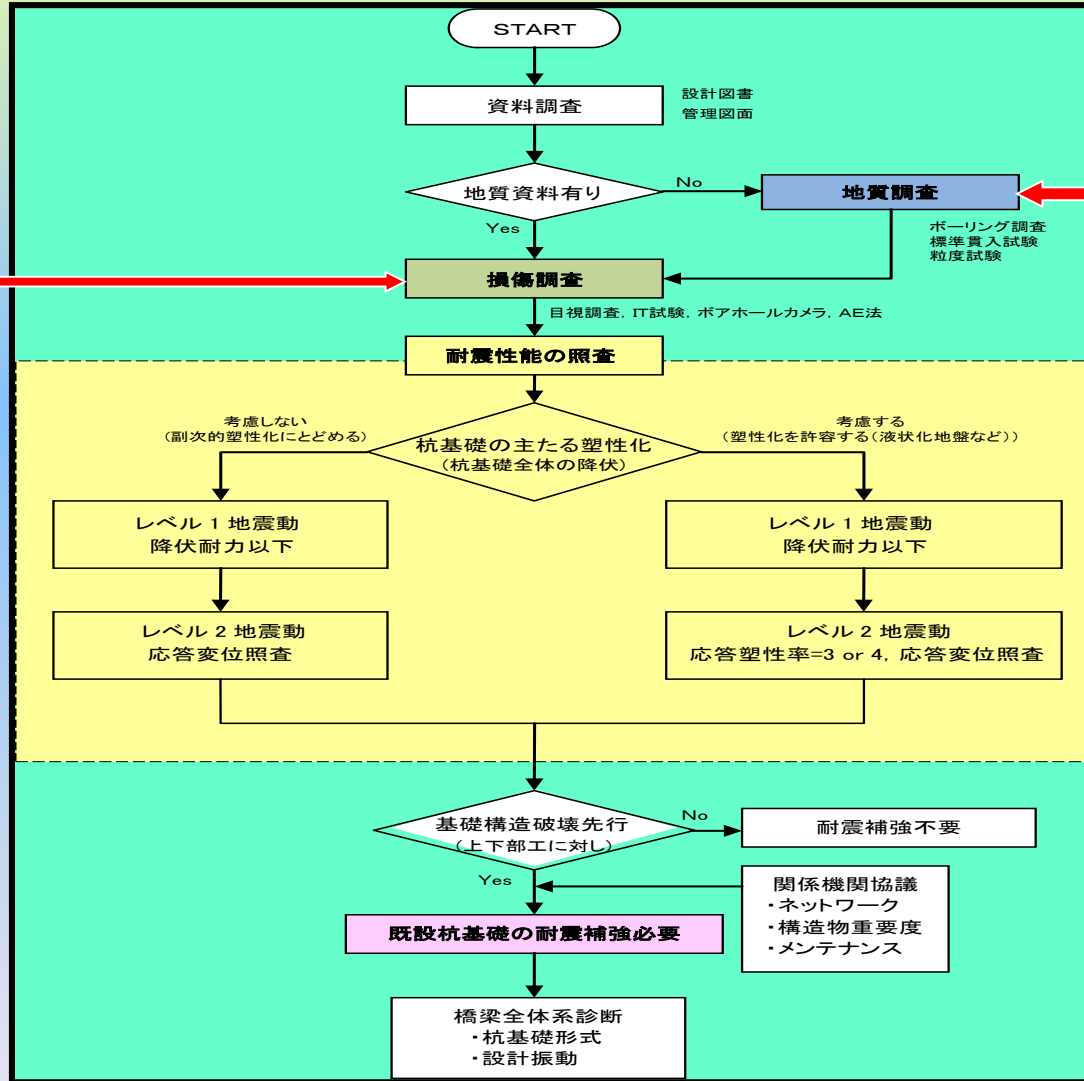 START
資料調査
設計図書
管理図面
地質資料有り
No
地質調査
Yes
ボーリング調査
標準貫入試験
粒度試験
損傷調査
目視調査，IT試験，ボアホールカメラ，AE法
耐震性能の照査
考慮しない
(副次的塑性化にとどめる)
杭基礎の主たる塑性化
(杭基礎全体の降伏)
考慮する
(塑性化を許容する(液状化地盤など))
レベル１地震動
降伏耐力以下
レベル１地震動
降伏耐力以下
レベル２地震動
応答変位照査
レベル２地震動
応答塑性率=3 or 4，応答変位照査
基礎構造破壊先行
(上下部工に対し)
No
耐震補強不要
Yes
関係機関協議
・ネットワーク
・構造物重要度
・メンテナンス
既設杭基礎の耐震補強必要
橋梁全体系診断
・杭基礎形式
・設計振動